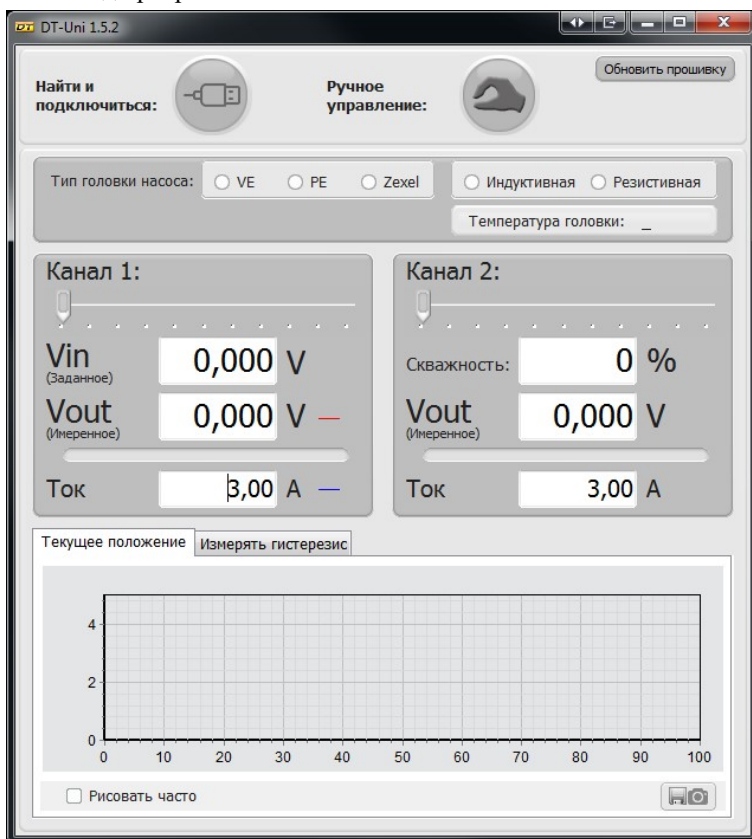 DT DT-Uni 1.5.2
Найти и
подключиться:
Ручное
управление:
Обновить прошивку
Тип головки насоса: VE PE Zexel Индуктивная Резистивная
Температура головки: _
Канал 1:
Vin
(Заданное)
0,000 V
Vout
(Имеренное)
0,000 V
Ток 3,00 A
Канал 2:
Скважность: 0 %
Vout
(Имеренное)
0,000 V
Ток 3,00 A
Текущее положение Измерять гистерезис
4
2
0
0 10 20 30 40 50 60 70 80 90 100
Рисовать часто